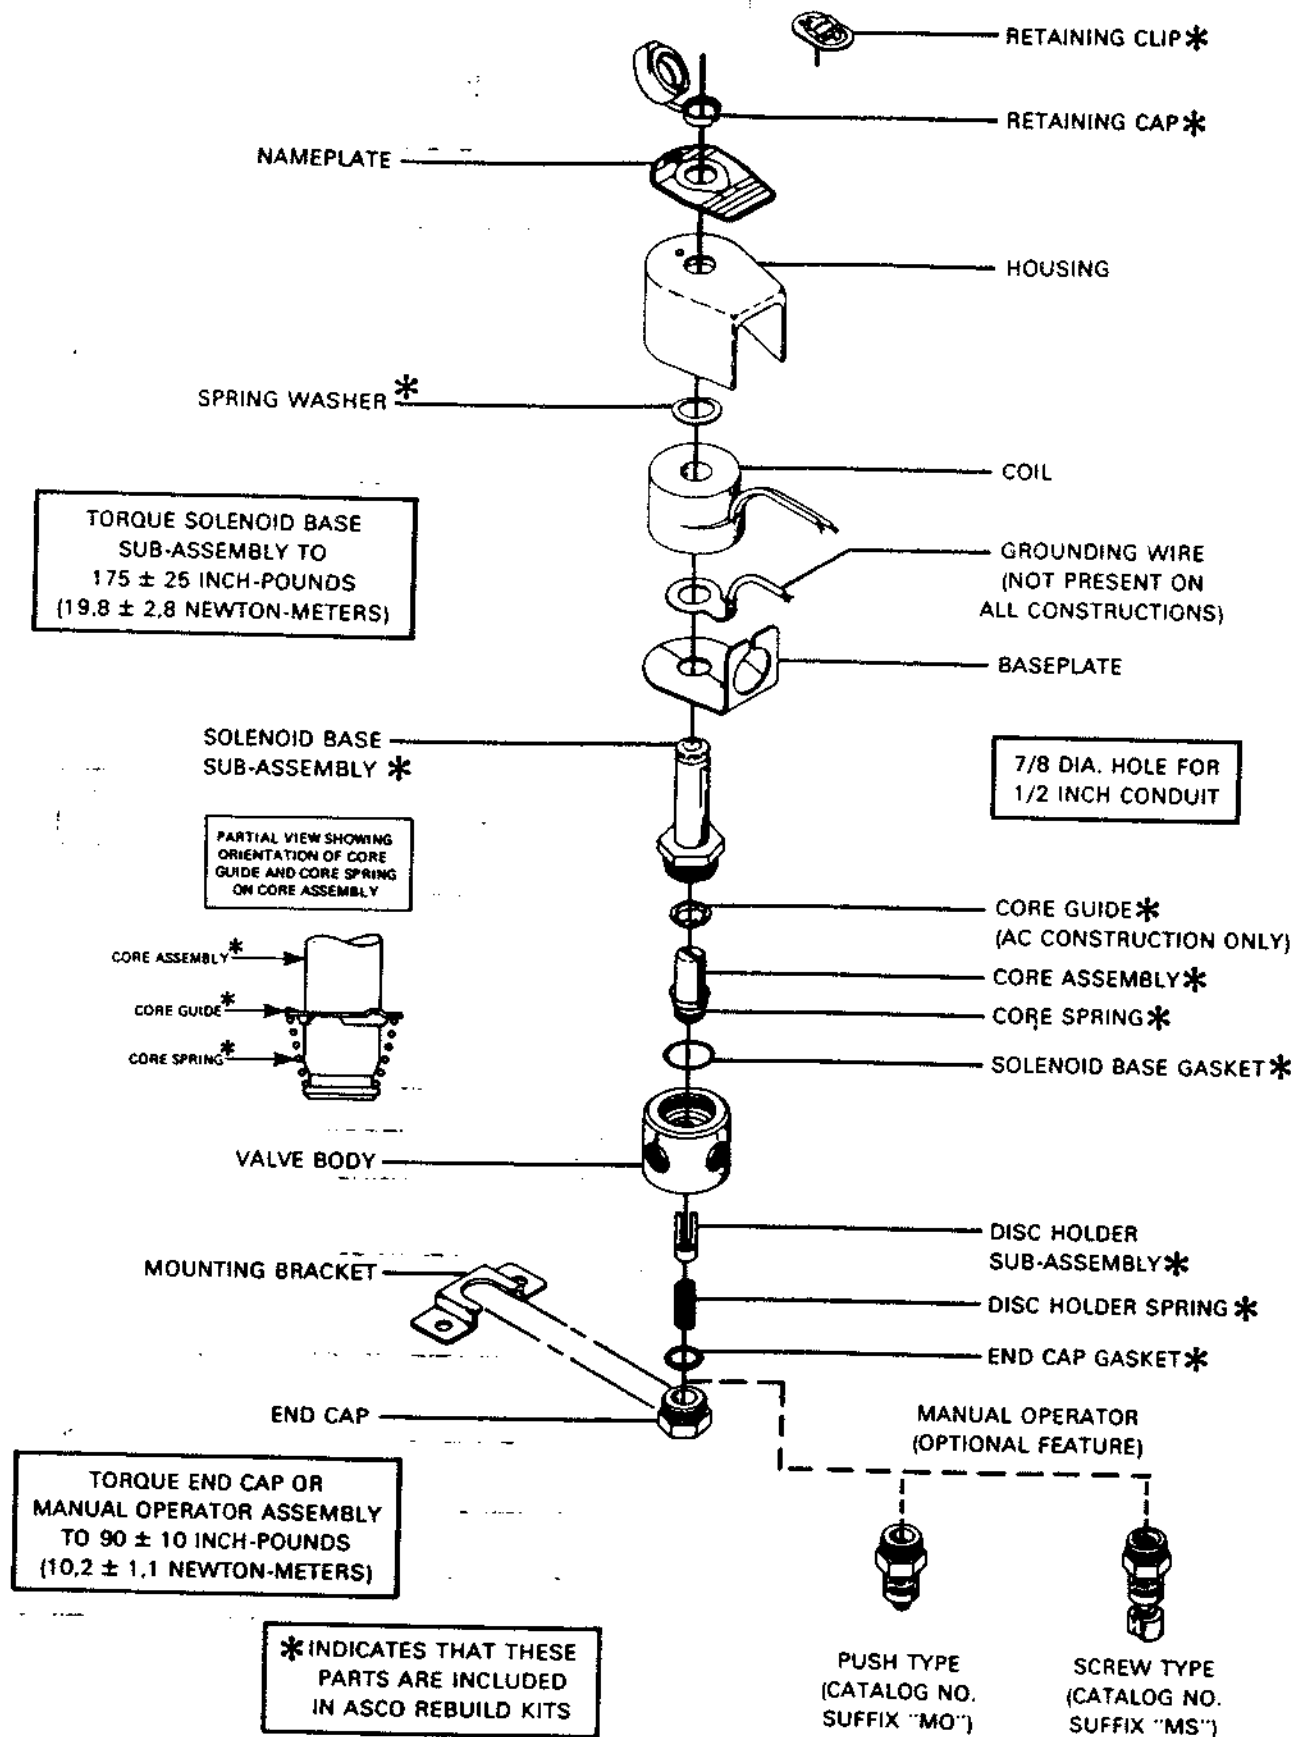 RETAINING CLIP*
RETAINING CAP*
NAMEPLATE
HOUSING
SPRING WASHER*
COIL
TORQUE SOLENOID BASE
SUB-ASSEMBLY TO
175 ± 25 INCH-POUNDS
(19,8 ± 2,8 NEWTON-METERS)
GROUNDING WIRE
(NOT PRESENT ON
ALL CONSTRUCTIONS)
BASEPLATE
SOLENOID BASE
SUB-ASSEMBLY *
7/8 DIA. HOLE FOR
1/2 INCH CONDUIT
PARTIAL VIEW SHOWING
ORIENTATION OF CORE
GUIDE AND CORE SPRING
ON CORE ASSEMBLY
CORE GUIDE*
(AC CONSTRUCTION ONLY)
CORE ASSEMBLY*
CORE ASSEMBLY*
CORE GUIDE*
CORE SPRING*
CORE SPRING*
SOLENOID BASE GASKET*
VALVE BODY
DISC HOLDER
SUB-ASSEMBLY*
MOUNTING BRACKET
DISC HOLDER SPRING*
END CAP GASKET*
END CAP
MANUAL OPERATOR
(OPTIONAL FEATURE)
TORQUE END CAP OR
MANUAL OPERATOR ASSEMBLY
TO 90 ± 10 INCH-POUNDS
(10,2 ± 1,1 NEWTON-METERS)
*INDICATES THAT THESE
PARTS ARE INCLUDED
IN ASCO REBUILD KITS
PUSH TYPE
(CATALOG NO.
SUFFIX "MO")
SCREW TYPE
(CATALOG NO.
SUFFIX "MS")